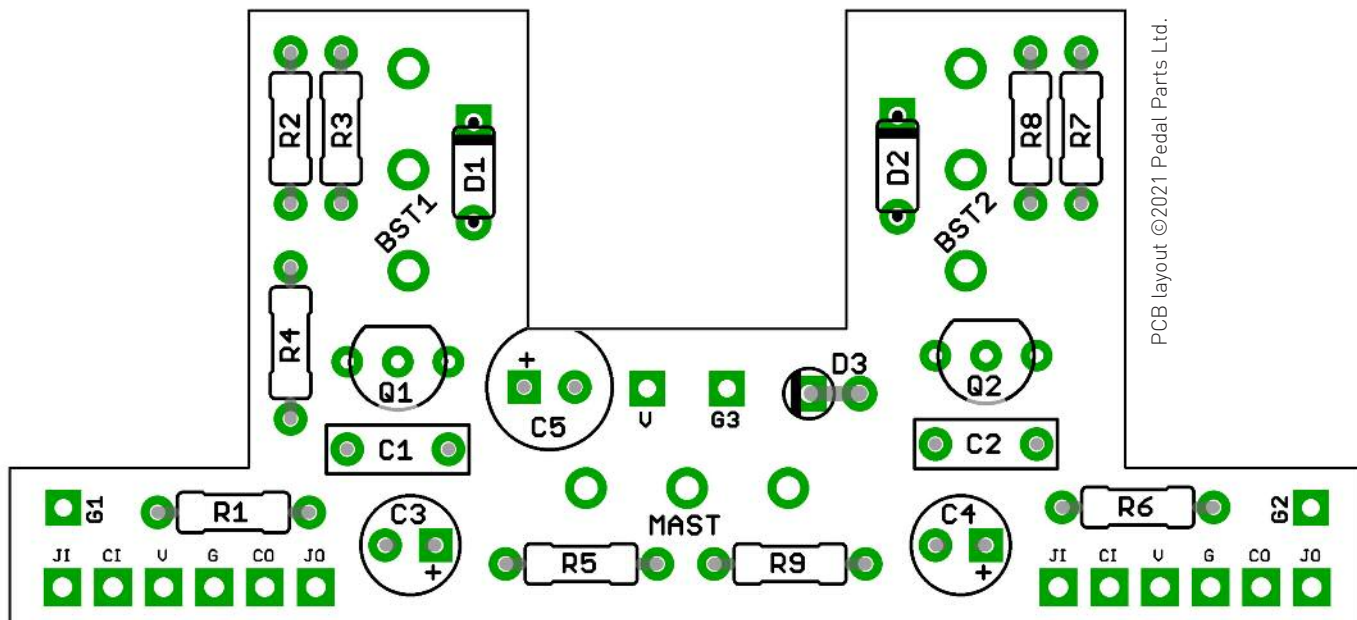 PCB layout ©2021 Pedal Parts Ltd.
R2
R3
BST1
D1
D2
BST2
R8
R7
R4
Q1
+
C5
V
G3
D3
Q2
C1
C2
G1
R1
C3
+
MAST
R5
R9
C4
+
R6
G2
JI CI V G CO JO
JI CI V G CO JO